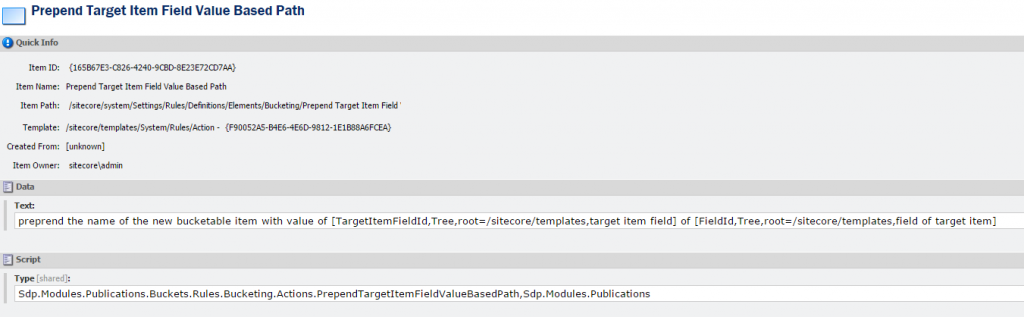 Prepend Target Item Field Value Based Path
Quick Info
Item ID: {165B67E3-C826-4240-9CBD-8E23E72CD7AA}
Item Name: Prepend Target Item Field Value Based Path
Item Path: /sitecore/system/Settings/Rules/Definitions/Elements/Bucketing/Prepend Target Item Field
Template: /sitecore/templates/System/Rules/Action - {F90052A5-B4E6-4E6D-9812-1E1B88A6FCEA}
Created From: [unknown]
Item Owner: sitecore\admin
Data
Text:
preprend the name of the new bucketable item with value of [TargetItemFieldId,Tree,root=/sitecore/templates,target item field] of [FieldId,Tree,root=/sitecore/templates,field of target item]
Script
Type [shared]:
Sdp.Modules.Publications.Buckets.Rules.Bucketing.Actions.PrependTargetItemFieldValueBasedPath,Sdp.Modules.Publications